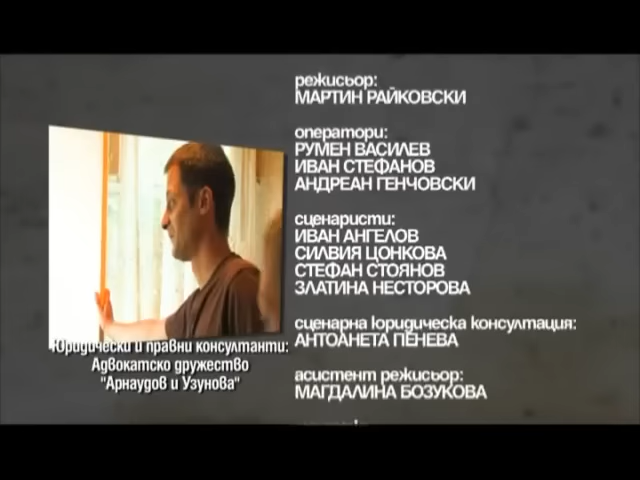 режисьор:
МАРТИН РАЙКОВСКИ
оператори:
РУМЕН ВАСИЛЕВ
ИВАН СТЕФАНОВ
АНДРЕАН ГЕНЧОВСКИ
сценаристи:
ИВАН АНГЕЛОВ
СИЛВИЯ ЦОНКОВА
СТЕФАН СТОЯНОВ
ЗЛАТИНА НЕСТОРОВА
сценарна юридическа консултация:
АНТОАНЕТА ПЕНЕВА
асистент режисьор:
МАГДАЛИНА БОЗУКОВА
Юридически и правни консултанти:
Адвокатско дружество
"Арнаудов и Узунова"